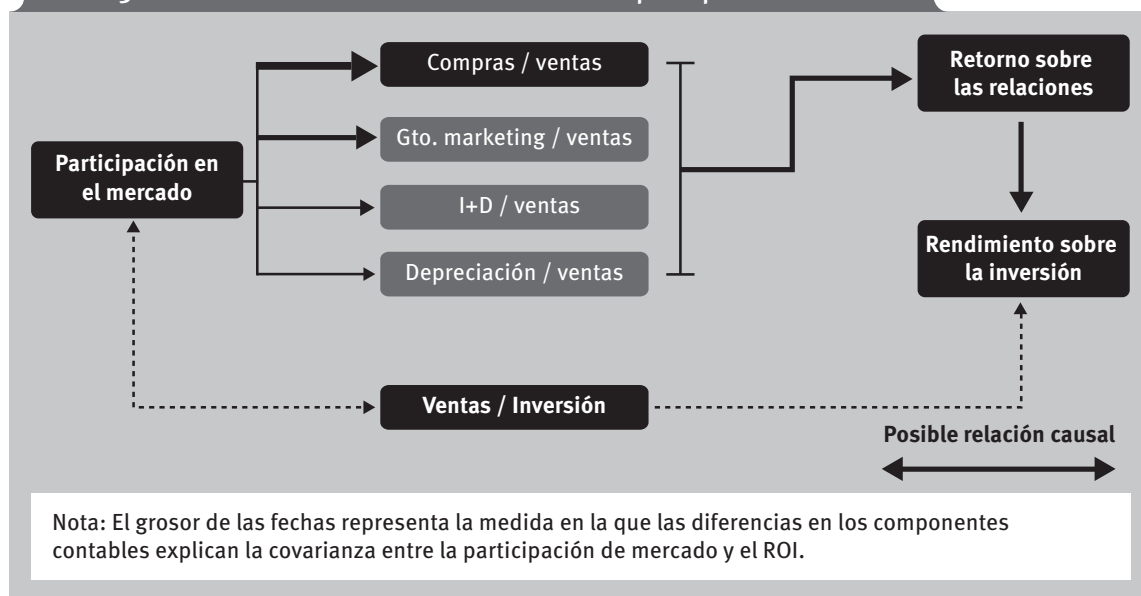 Compras / ventas
Retorno sobre
las relaciones
Gto. marketing / ventas
Participación en
el mercado
I+D / ventas
Rendimiento sobre
la inversión
Depreciación / ventas
Ventas / Inversión
Posible relación causal
Nota: El grosor de las fechas representa la medida en la que las diferencias en los componentes
contables explican la covarianza entre la participación de mercado y el ROI.